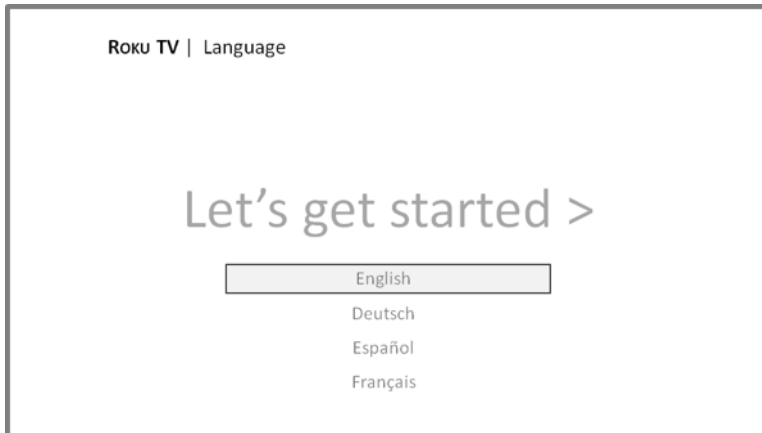 Roku TV | Language
Let's get started >
English
Deutsch
Español
Français